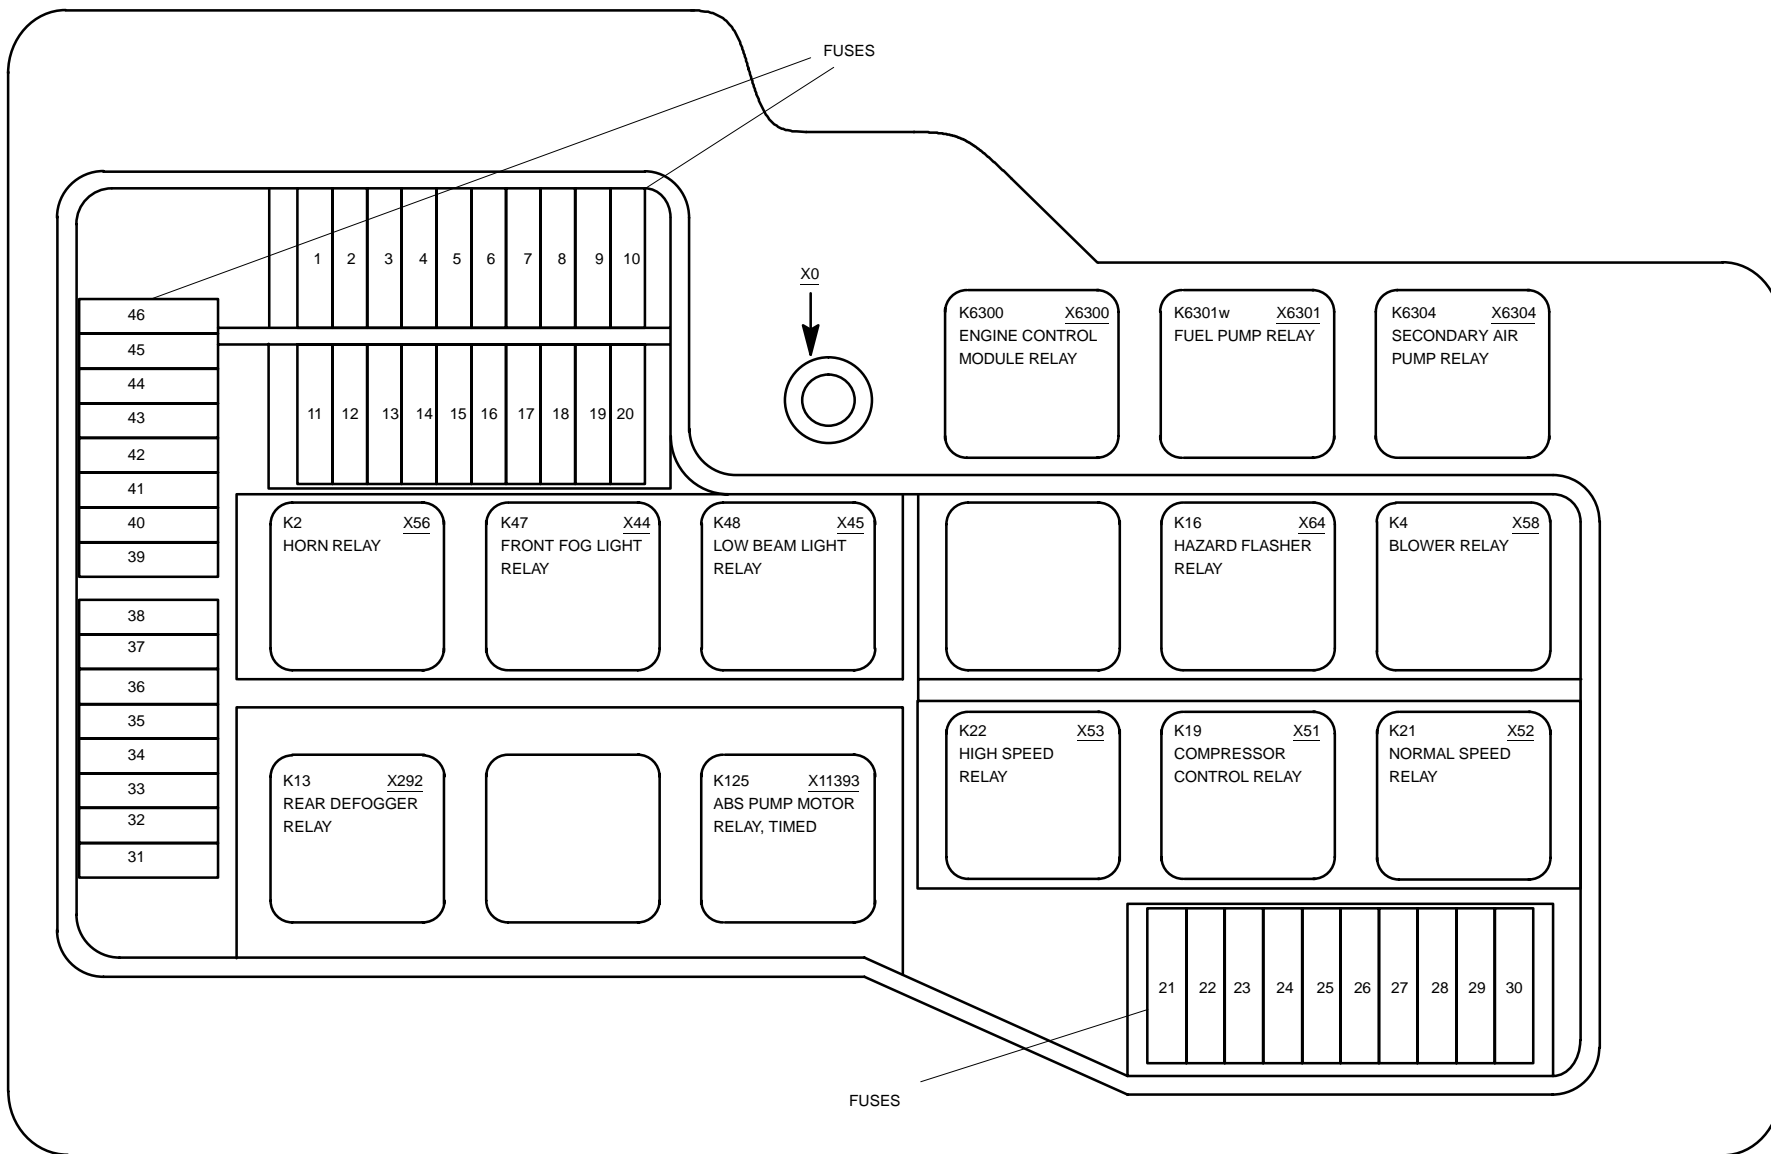 FUSES
1 2 3 4 5 6 7 8 9 10
X0
46
45
44
43
42
41
40
39
38
37
36
35
34
33
32
31
11 12 13 14 15 16 17 18 19 20
K6300 X6300
ENGINE CONTROL
MODULE RELAY
K6301w X6301
FUEL PUMP RELAY
K6304 X6304
SECONDARY AIR
PUMP RELAY
K2 X56
HORN RELAY
K47 X44
FRONT FOG LIGHT
RELAY
K48 X45
LOW BEAM LIGHT
RELAY
K16 X64
HAZARD FLASHER
RELAY
K4 X58
BLOWER RELAY
K13 X292
REAR DEFOGGER
RELAY
K125 X11393
ABS PUMP MOTOR
RELAY, TIMED
K22 X53
HIGH SPEED
RELAY
K19 X51
COMPRESSOR
CONTROL RELAY
K21 X52
NORMAL SPEED
RELAY
21 22 23 24 25 26 27 28 29 30
FUSES